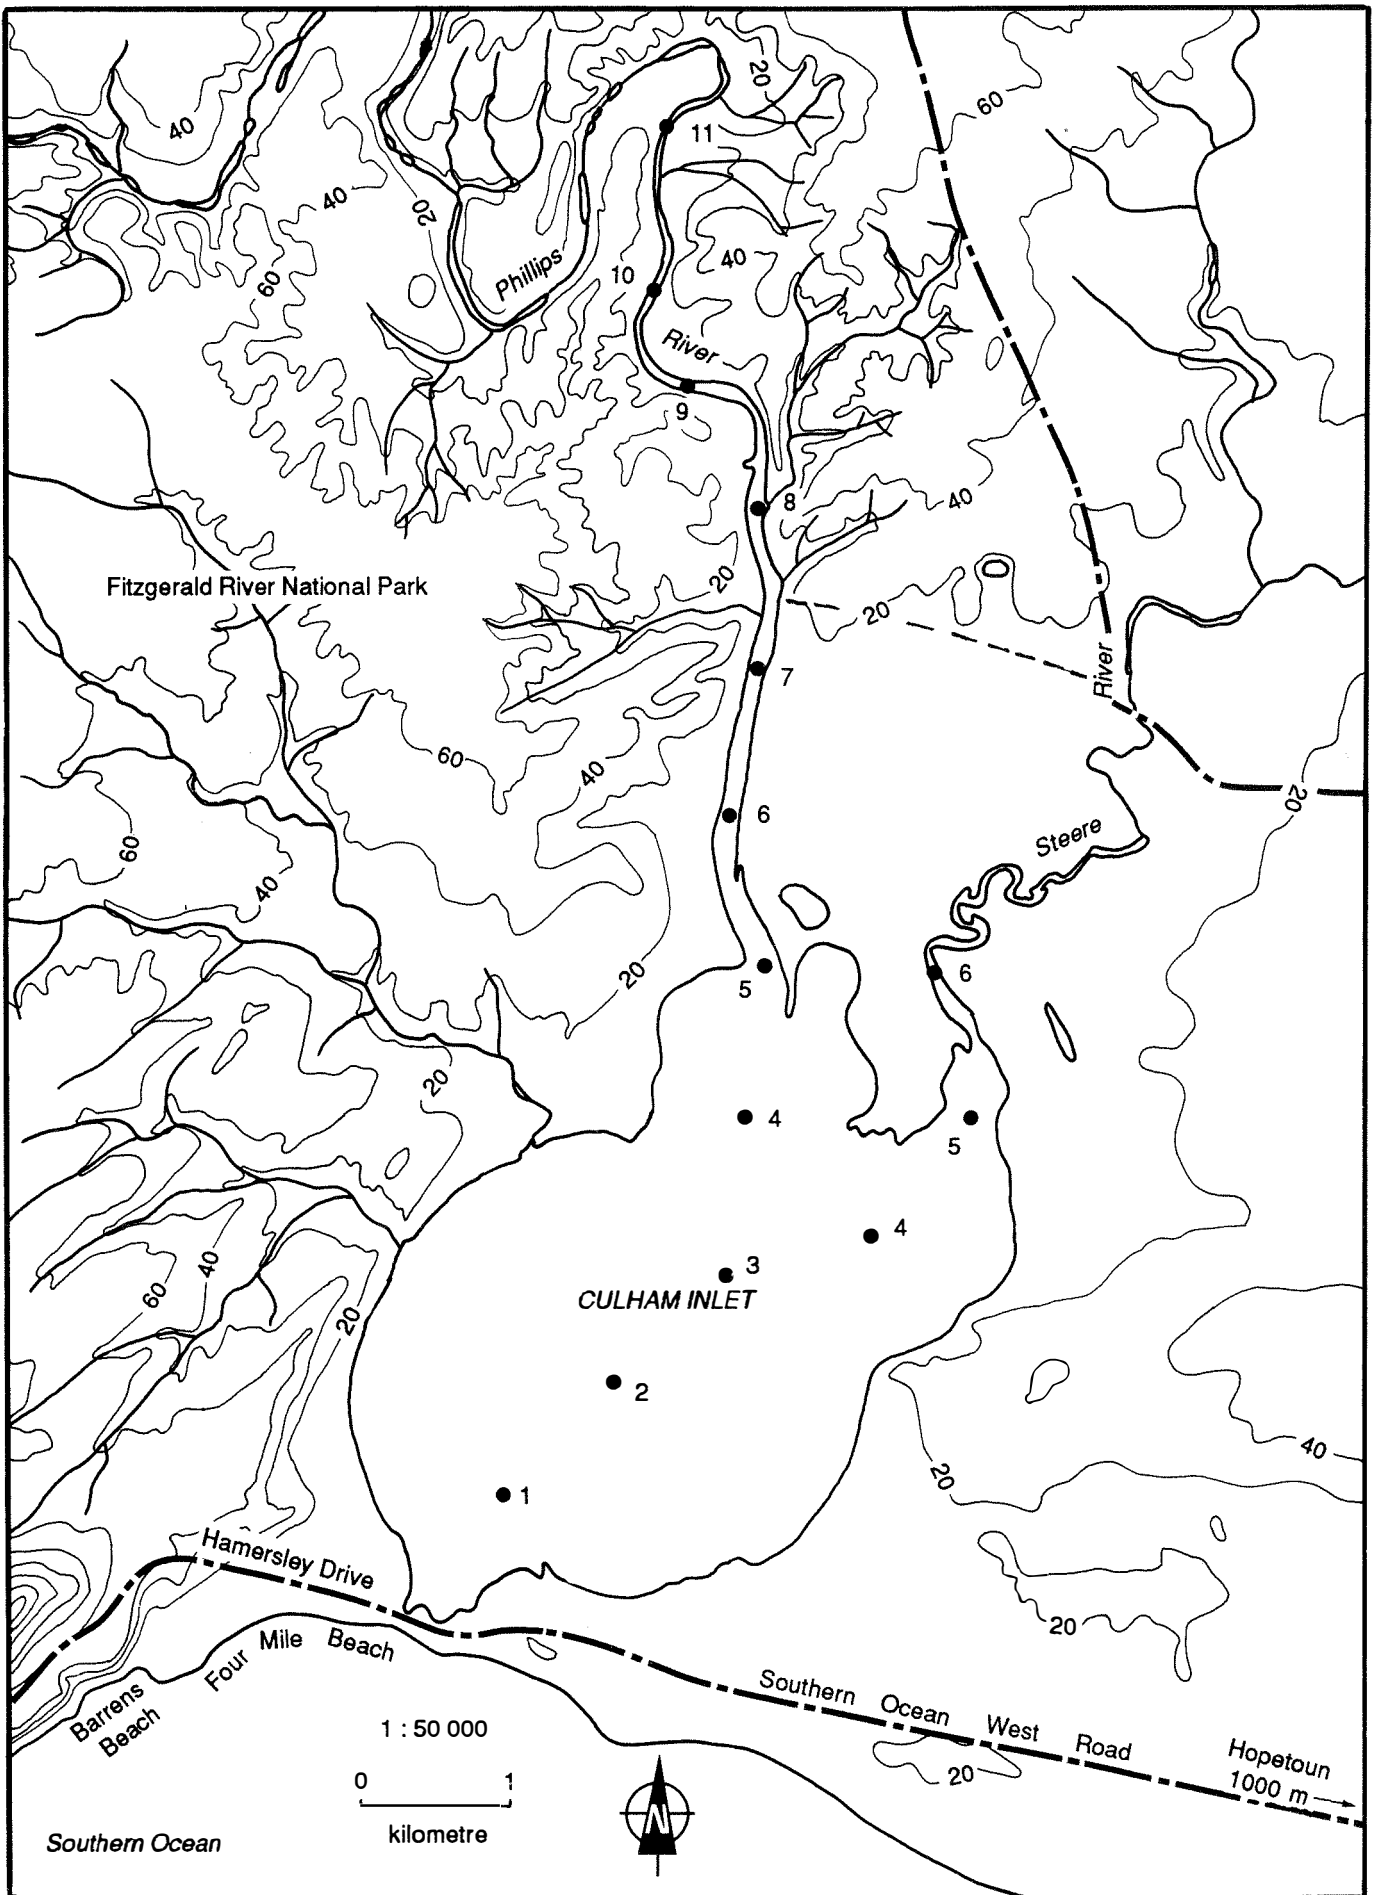 20
60
40
11
40
20
40
60
Phillips
10
River
9
8
40
Fitzgerald River National Park
20
20
River
7
60
40
20
6
60
Steere
40
20
5
6
20
4
5
4
3
60
40
CULHAM INLET
20
2
40
20
1
Hamersley Drive
20
Four Mile Beach
Barrens
Beach
Southern Ocean West Road
1 : 50 000
Hopetoun
1000 m
20
0 1
kilometre
N
Southern Ocean